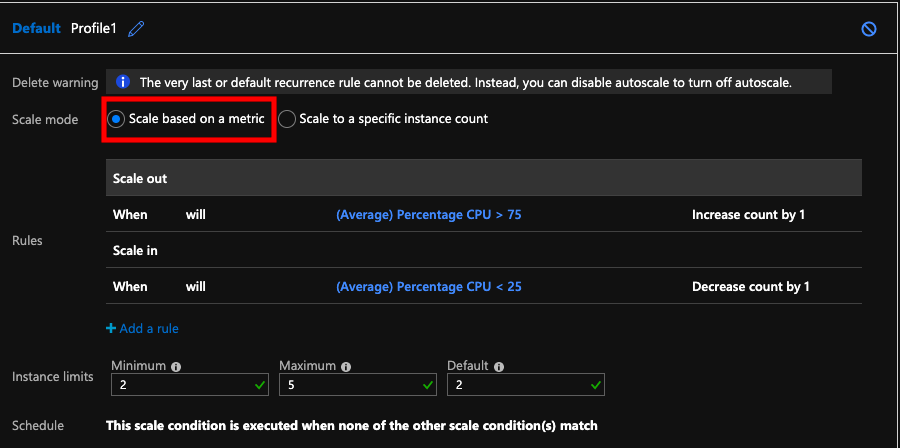 Default Profile1
Delete warning The very last or default recurrence rule cannot be deleted. Instead, you can disable autoscale to turn off autoscale.
Scale mode Scale based on a metric Scale to a specific instance count
Scale out
When will (Average) Percentage CPU > 75 Increase count by 1
Rules
Scale in
When will (Average) Percentage CPU < 25 Decrease count by 1
+ Add a rule
Instance limits Minimum Maximum Default
2 5 2
Schedule This scale condition is executed when none of the other scale condition(s) match